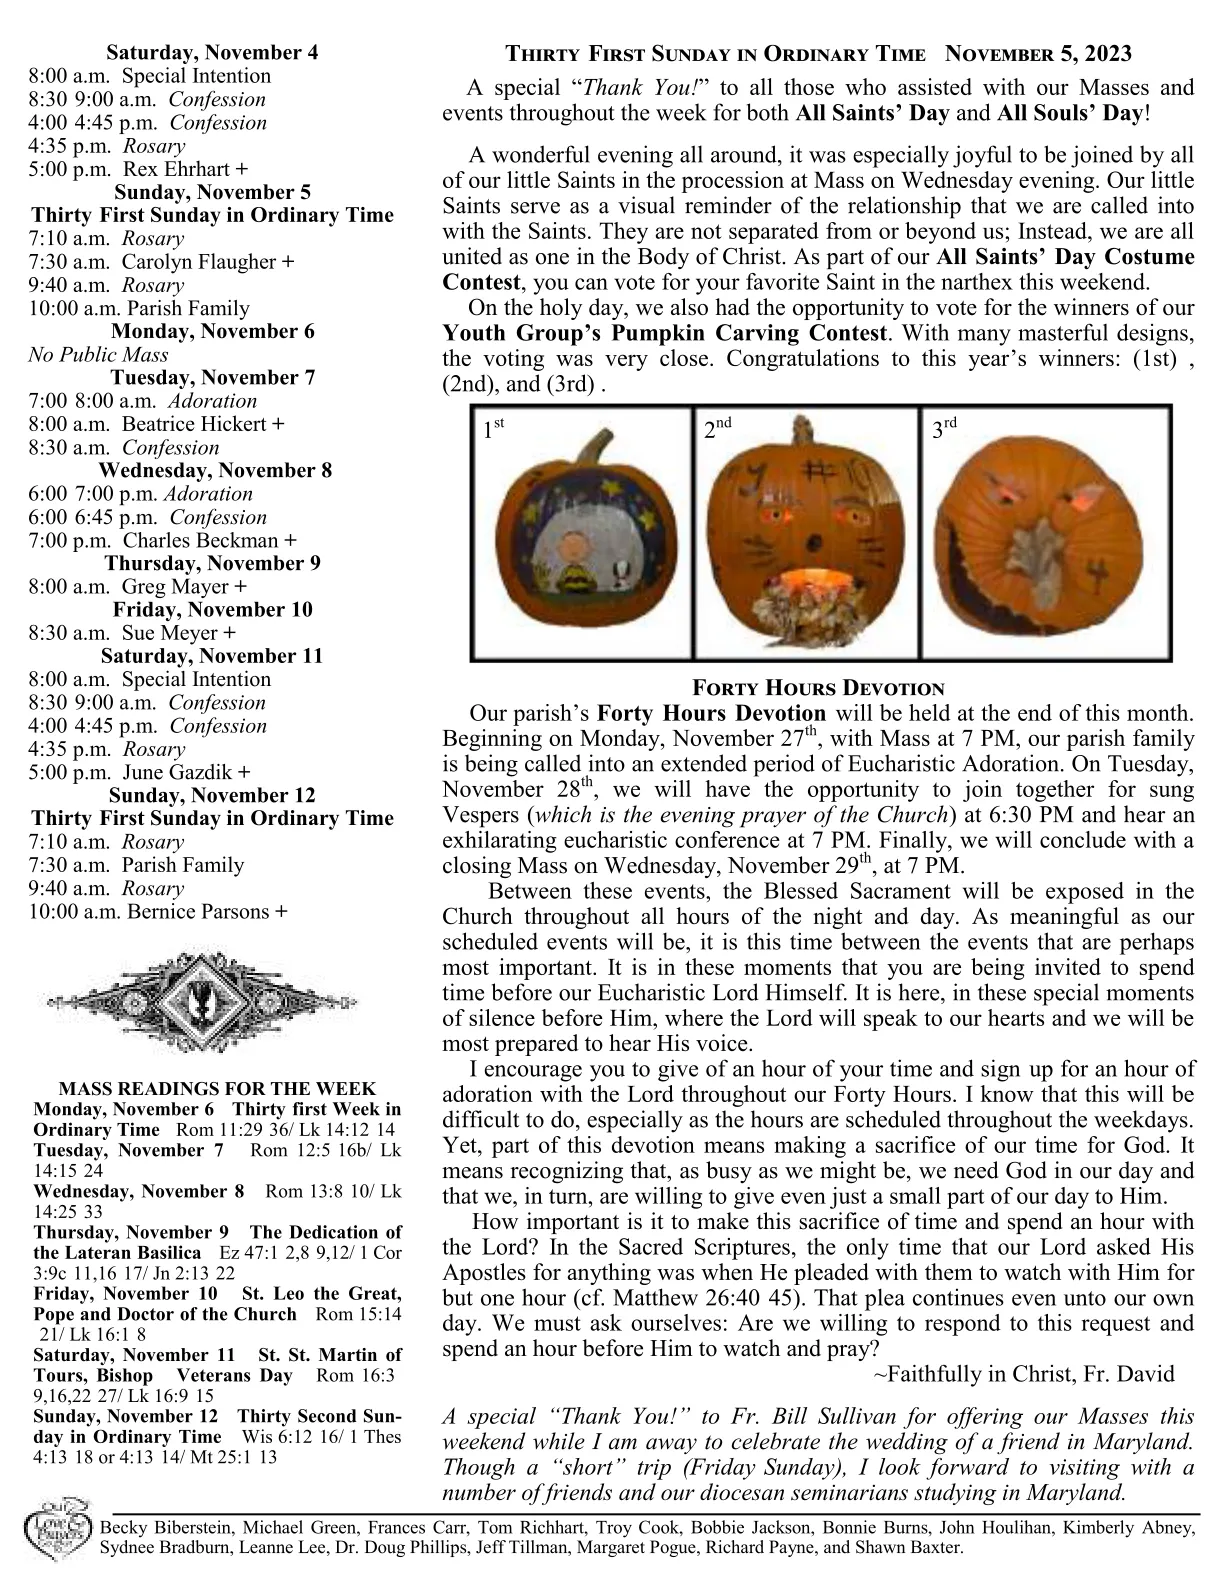 Saturday, November 4
8:00 a.m.  Special Intention
8:30 9:00 a.m.  Confession
4:00 4:45 p.m.  Confession
4:35 p.m.  Rosary
5:00 p.m.  Rex Ehrhart +
Sunday, November 5
Thirty First Sunday in Ordinary Time
7:10 a.m.  Rosary
7:30 a.m.  Carolyn Flaugher +
9:40 a.m.  Rosary
10:00 a.m. Parish Family
Monday, November 6
No Public Mass
Tuesday, November 7
7:00 8:00 a.m.  Adoration
8:00 a.m.  Beatrice Hickert +
8:30 a.m.  Confession
Wednesday, November 8
6:00 7:00 p.m. Adoration
6:00 6:45 p.m.  Confession
7:00 p.m.  Charles Beckman +
Thursday, November 9
8:00 a.m.  Greg Mayer +
Friday, November 10
8:30 a.m.  Sue Meyer +
Saturday, November 11
8:00 a.m.  Special Intention
8:30 9:00 a.m.  Confession
4:00 4:45 p.m.  Confession
4:35 p.m.  Rosary
5:00 p.m.  June Gazdik +
Sunday, November 12
Thirty First Sunday in Ordinary Time
7:10 a.m.  Rosary
7:30 a.m.  Parish Family
9:40 a.m.  Rosary
10:00 a.m. Bernice Parsons +
MASS READINGS FOR THE WEEK
Monday, November 6   Thirty first Week in
Ordinary Time   Rom 11:29 36/ Lk 14:12 14
Tuesday, November 7   Rom 12:5 16b/ Lk
14:15 24
Wednesday, November 8   Rom 13:8 10/ Lk
14:25 33
Thursday, November 9   The Dedication of
the Lateran Basilica   Ez 47:1 2,8 9,12/ 1 Cor
3:9c 11,16 17/ Jn 2:13 22
Friday, November 10   St. Leo the Great,
Pope and Doctor of the Church   Rom 15:14
21/ Lk 16:1 8
Saturday, November 11   St. St. Martin of
Tours, Bishop   Veterans Day   Rom 16:3
9,16,22 27/ Lk 16:9 15
Sunday, November 12   Thirty Second Sun-
day in Ordinary Time   Wis 6:12 16/ 1 Thes
4:13 18 or 4:13 14/ Mt 25:1 13
THIRTY FIRST SUNDAY IN ORDINARY TIME   NOVEMBER 5, 2023
A special “Thank You!” to all those who assisted with our Masses and
events throughout the week for both All Saints’ Day and All Souls’ Day!
A wonderful evening all around, it was especially joyful to be joined by all
of our little Saints in the procession at Mass on Wednesday evening. Our little
Saints serve as a visual reminder of the relationship that we are called into
with the Saints. They are not separated from or beyond us; Instead, we are all
united as one in the Body of Christ. As part of our All Saints’ Day Costume
Contest, you can vote for your favorite Saint in the narthex this weekend.
On the holy day, we also had the opportunity to vote for the winners of our
Youth Group’s Pumpkin Carving Contest. With many masterful designs,
the voting was very close. Congratulations to this year’s winners: (1st) ,
(2nd), and (3rd) .
1st
2nd
3rd
#10
4
FORTY HOURS DEVOTION
Our parish’s Forty Hours Devotion will be held at the end of this month.
Beginning on Monday, November 27th, with Mass at 7 PM, our parish family
is being called into an extended period of Eucharistic Adoration. On Tuesday,
November 28th, we will have the opportunity to join together for sung
Vespers (which is the evening prayer of the Church) at 6:30 PM and hear an
exhilarating eucharistic conference at 7 PM. Finally, we will conclude with a
closing Mass on Wednesday, November 29th, at 7 PM.
Between these events, the Blessed Sacrament will be exposed in the
Church throughout all hours of the night and day. As meaningful as our
scheduled events will be, it is this time between the events that are perhaps
most important. It is in these moments that you are being invited to spend
time before our Eucharistic Lord Himself. It is here, in these special moments
of silence before Him, where the Lord will speak to our hearts and we will be
most prepared to hear His voice.
I encourage you to give of an hour of your time and sign up for an hour of
adoration with the Lord throughout our Forty Hours. I know that this will be
difficult to do, especially as the hours are scheduled throughout the weekdays.
Yet, part of this devotion means making a sacrifice of our time for God. It
means recognizing that, as busy as we might be, we need God in our day and
that we, in turn, are willing to give even just a small part of our day to Him.
How important is it to make this sacrifice of time and spend an hour with
the Lord? In the Sacred Scriptures, the only time that our Lord asked His
Apostles for anything was when He pleaded with them to watch with Him for
but one hour (cf. Matthew 26:40 45). That plea continues even unto our own
day. We must ask ourselves: Are we willing to respond to this request and
spend an hour before Him to watch and pray?
~Faithfully in Christ, Fr. David
A special “Thank You!” to Fr. Bill Sullivan for offering our Masses this
weekend while I am away to celebrate the wedding of a friend in Maryland.
Though a “short” trip (Friday Sunday), I look forward to visiting with a
number of friends and our diocesan seminarians studying in Maryland.
Our
Love &
Prayers
Becky Biberstein, Michael Green, Frances Carr, Tom Richhart, Troy Cook, Bobbie Jackson, Bonnie Burns, John Houlihan, Kimberly Abney,
Sydnee Bradburn, Leanne Lee, Dr. Doug Phillips, Jeff Tillman, Margaret Pogue, Richard Payne, and Shawn Baxter.